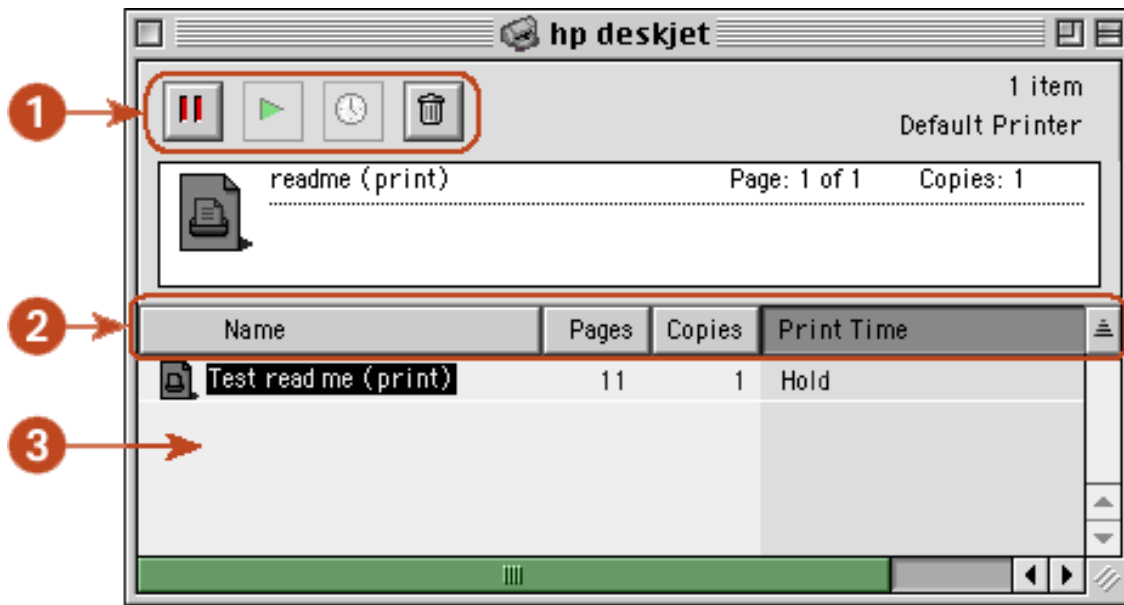 hp deskjet
1
1 item
Default Printer
readme (print) Page: 1 of 1 Copies: 1
2
Name Pages Copies Print Time
Test read me (print) 11 1 Hold
3